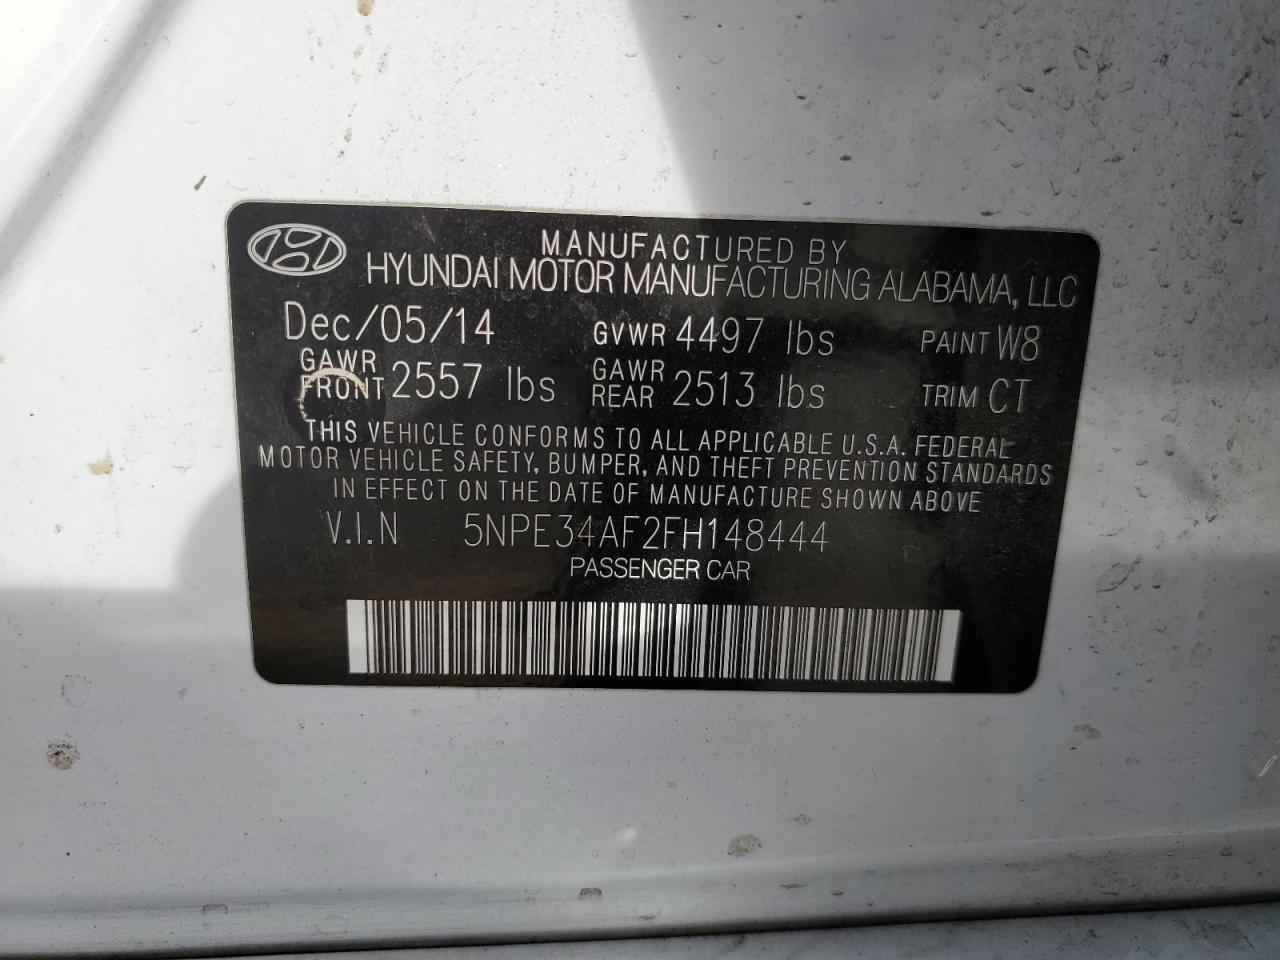 MANUFACTURED BY
HYUNDAI MOTOR MANUFACTURING ALABAMA, LLC
Dec/05/14 GVWR 4497 lbs PAINT W8
GAWR FRONT 2557 lbs GAWR REAR 2513 lbs TRIM CT
THIS VEHICLE CONFORMS TO ALL APPLICABLE U.S.A. FEDERAL
MOTOR VEHICLE SAFETY, BUMPER, AND THEFT PREVENTION STANDARDS
IN EFFECT ON THE DATE OF MANUFACTURE SHOWN ABOVE
V.I.N 5NPE34AF2FH148444
PASSENGER CAR